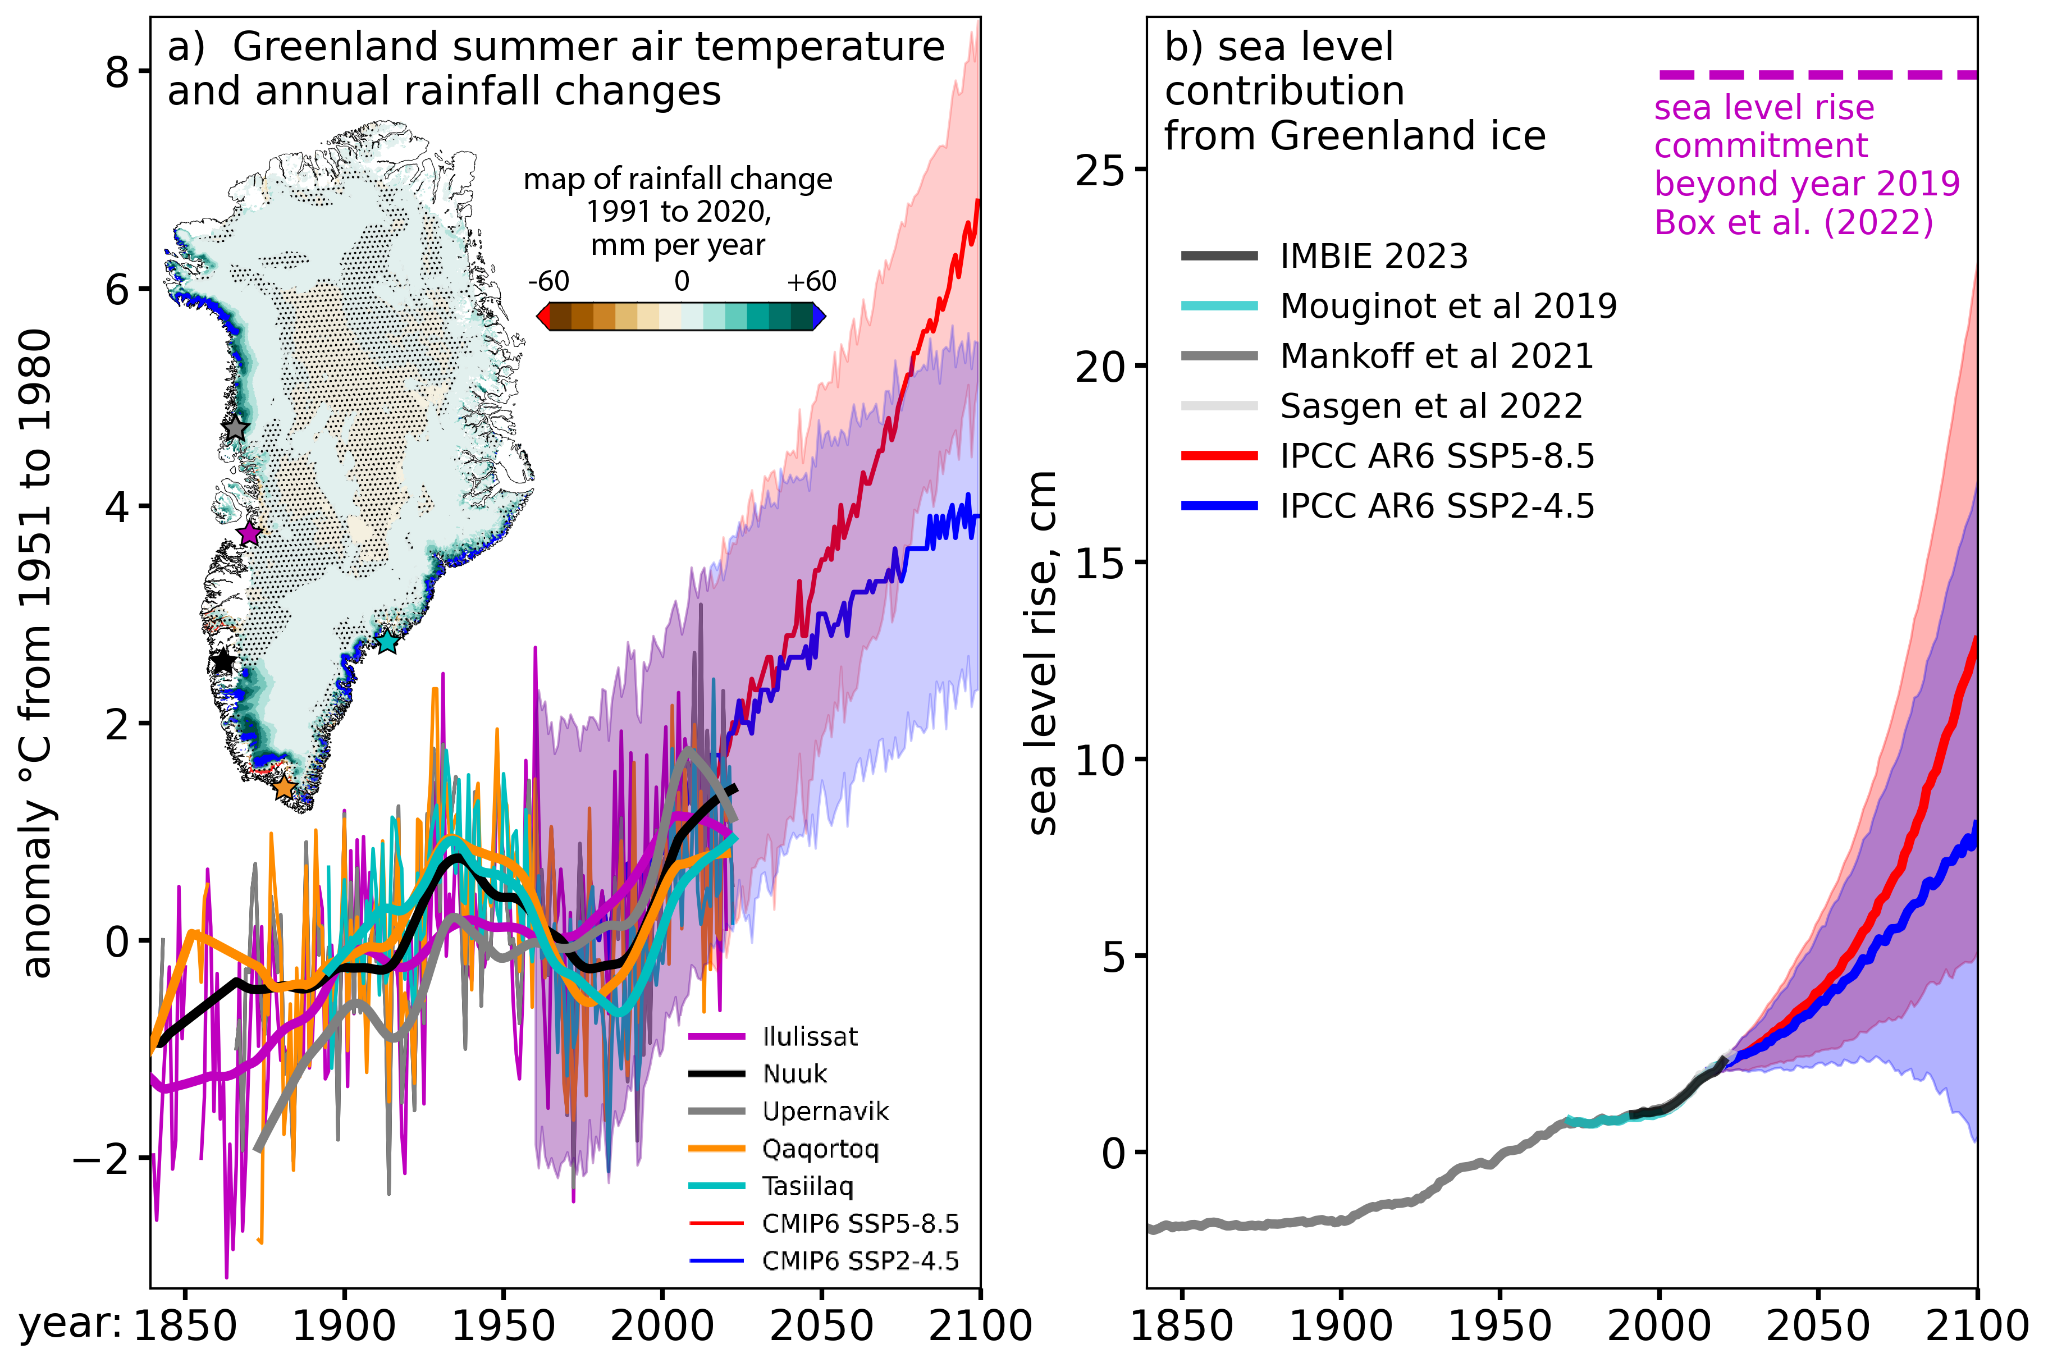 a)  Greenland summer air temperature
and annual rainfall changes
map of rainfall change
1991 to 2020,
mm per year
-60 0 +60
anomaly °C from 1951 to 1980
8
6
4
2
0
−2
Ilulissat
Nuuk
Upernavik
Qaqortoq
Tasiilaq
CMIP6 SSP5-8.5
CMIP6 SSP2-4.5
year: 1850 1900 1950 2000 2050 2100
b) sea level
contribution
from Greenland ice
sea level rise
commitment
beyond year 2019
Box et al. (2022)
IMBIE 2023
Mouginot et al 2019
Mankoff et al 2021
Sasgen et al 2022
IPCC AR6 SSP5-8.5
IPCC AR6 SSP2-4.5
sea level rise, cm
25
20
15
10
5
0
1850 1900 1950 2000 2050 2100